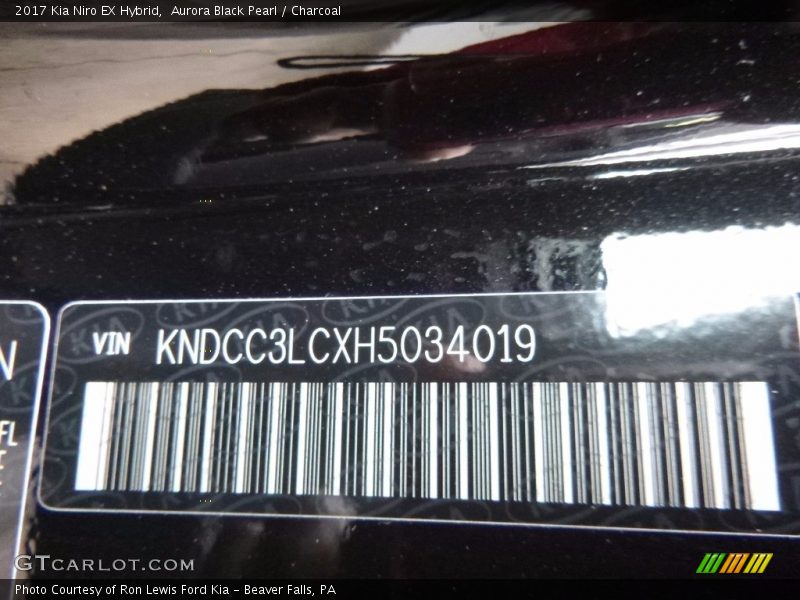 2017 Kia Niro EX Hybrid,  Aurora Black Pearl / Charcoal
VIN KNDCC3LCXH5034019
N
FL
GTCARLOT.COM
Photo Courtesy of Ron Lewis Ford Kia - Beaver Falls, PA